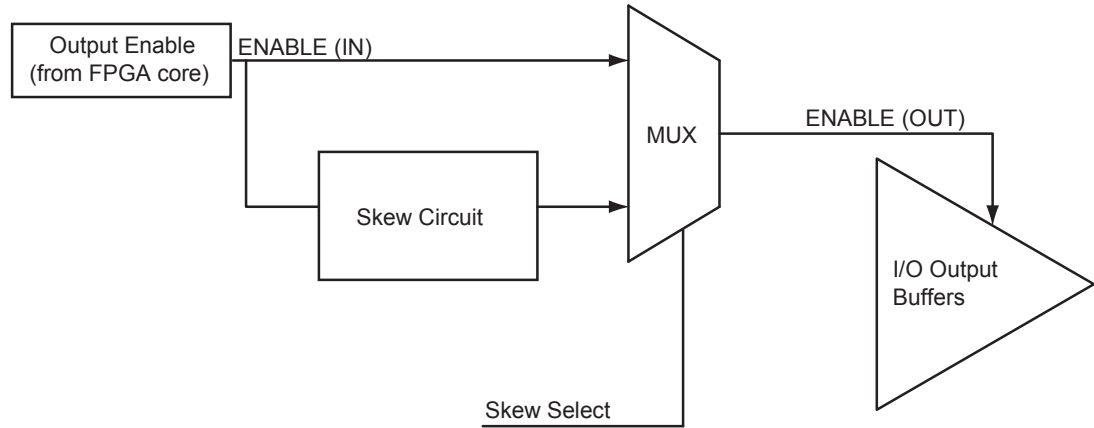 Output Enable
(from FPGA core)
ENABLE (IN)
MUX
ENABLE (OUT)
Skew Circuit
I/O Output
Buffers
Skew Select